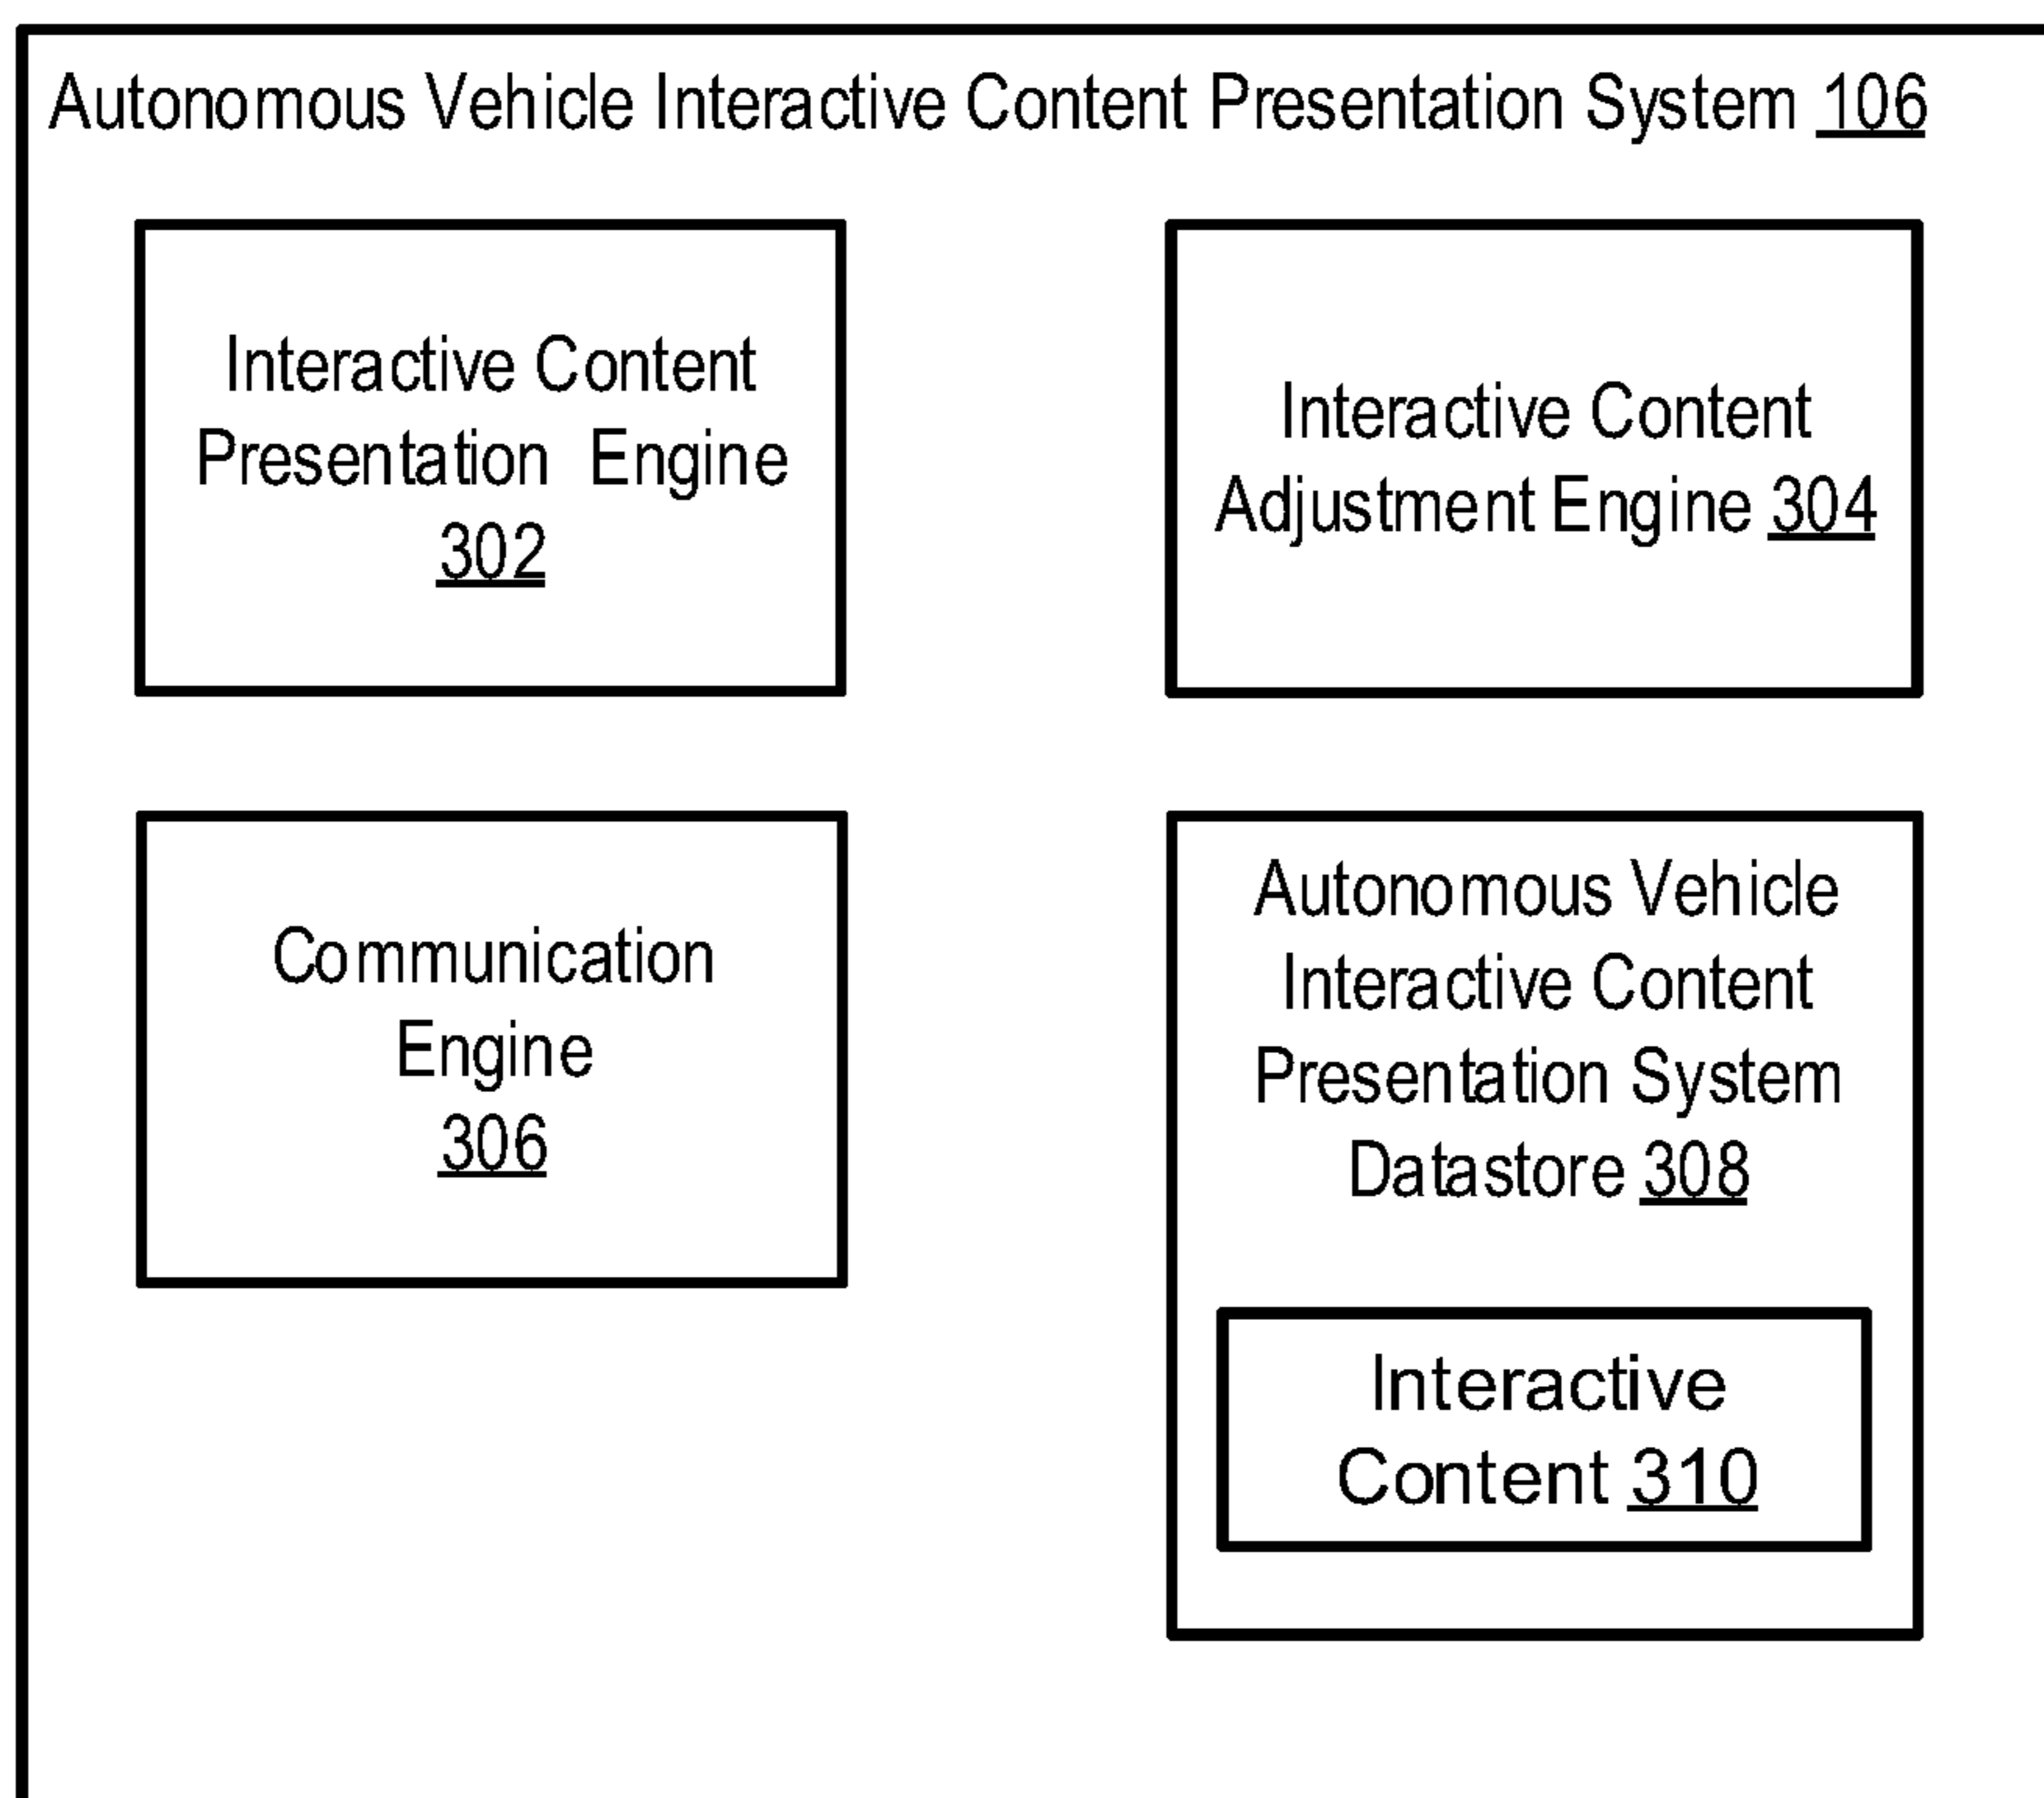 Autonomous Vehicle Interactive Content Presentation System 106
Interactive Content
Presentation Engine
302
Interactive Content
Adjustment Engine 304
Communication
Engine
306
Autonomous Vehicle
Interactive Content
Presentation System
Datastore 308
Interactive
Content 310